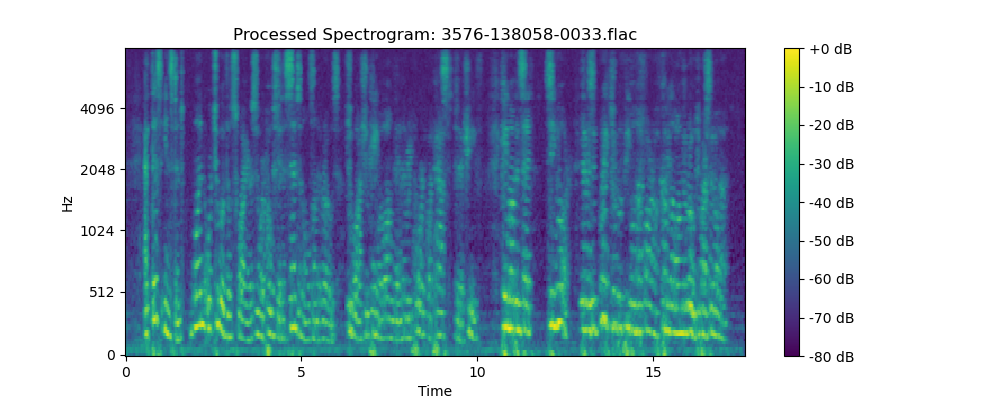 Processed Spectrogram: 3576-138058-0033.flac
Hz
4096
2048
1024
512
0
0
5
10
15
Time
+0 dB
-10 dB
-20 dB
-30 dB
-40 dB
-50 dB
-60 dB
-70 dB
-80 dB